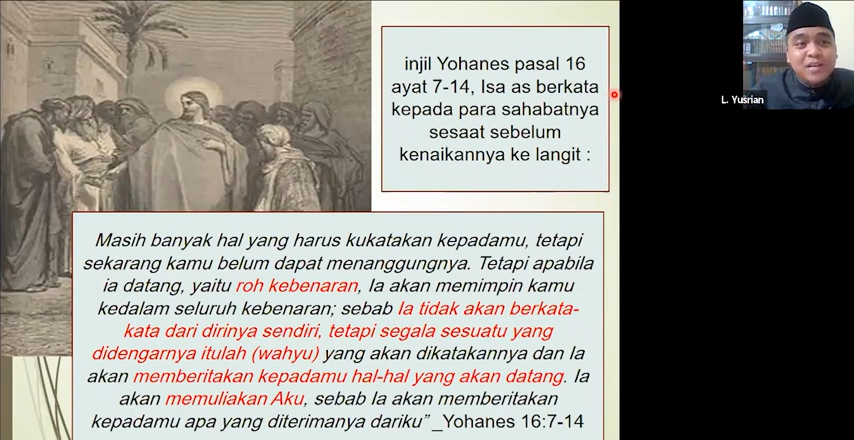 injil Yohanes pasal 16
ayat 7-14, Isa as berkata
kepada para sahabatnya
sesaat sebelum
kenaikannya ke langit :
L. Yusrian
Masih banyak hal yang harus kukatakan kepadamu, tetapi
sekarang kamu belum dapat menanggungnya. Tetapi apabila
ia datang, yaitu roh kebenaran, Ia akan memimpin kamu
kedalam seluruh kebenaran; sebab Ia tidak akan berkata-
kata dari dirinya sendiri, tetapi segala sesuatu yang
didengarnya itulah (wahyu) yang akan dikatakannya dan Ia
akan memberitakan kepadamu hal-hal yang akan datang. Ia
akan memuliakan Aku, sebab Ia akan memberitakan
kepadamu apa yang diterimanya dariku” _Yohanes 16:7-14